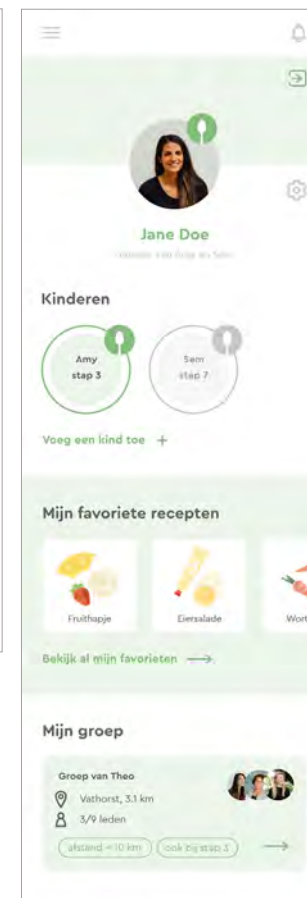 Jane Doe
Kinderen
Amy
stap 3
Sem
stap 7
Voeg een kind toe +
Mijn favoriete recepten
Fruithapje
Eiersalade
Wort
Bekijk al mijn favorieten
Mijn groep
Groep van Theo
Vathorst, 3.1 km
3/9 leden
afstand <10 km
ook bij stap 3